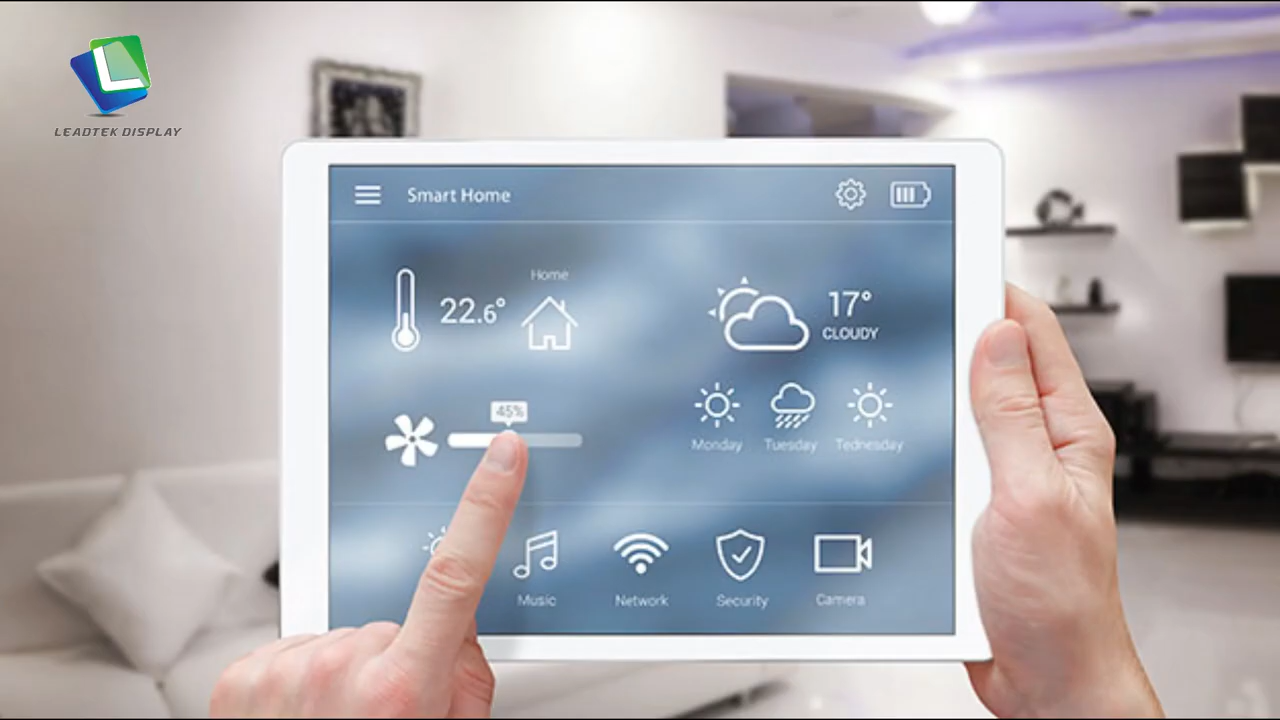 LEADTEK DISPLAY
Smart Home
Home
22.6°
17°
CLOUDY
45%
Monday
Tuesday
Tednesday
Music
Network
Security
Camera